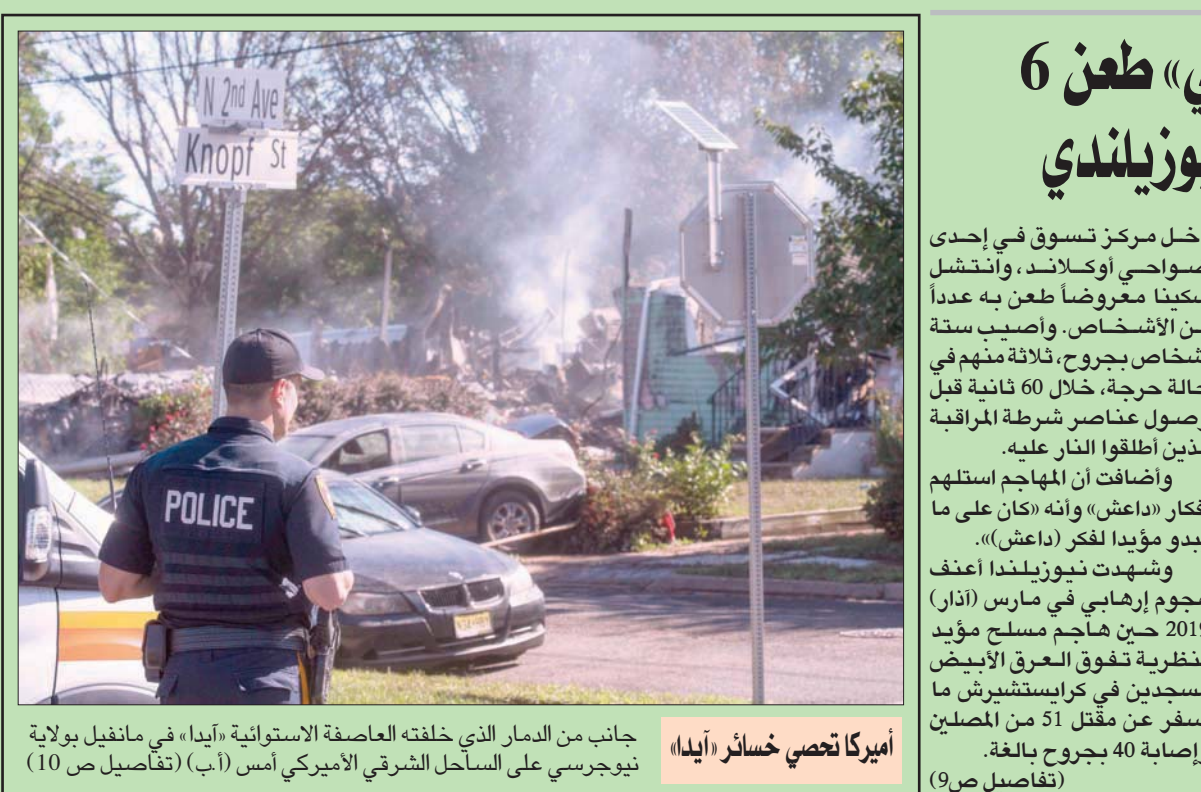 ي» طعن 6
وزيلندي
خل مركز تسوق في إحدى
ضواحي أوكلاند، وانتشل
سكينا معروضاً طعن به عدداً
من الأشخاص. وأصيب ستة
شخاص بجروح، ثلاثة منهم في
حالة حرجة، خلال 60 ثانية قبل
وصول عناصر شرطة المراقبة
لذين أطلقوا النار عليه.
وأضافت أن المهاجم استلهم
فكار «داعش» وأنه «كان على ما
يبدو مؤيدا لفكر (داعش)».
وشهدت نيوزيلندا أعنف
هجوم إرهابي في مارس (آذار)
2019 حين هاجم مسلح مؤيد
لنظرية تفوق العرق الأبيض
مسجدين في كرايستشيرش ما
سفر عن مقتل 51 من المصلين
وإصابة 40 بجروح بالغة.
(تفاصيل ص9)
N 2nd Ave
Knopf St
POLICE
أميركا تحصي خسائر «آيدا»
جانب من الدمار الذي خلفته العاصفة الاستوائية «آيدا» في مانفيل بولاية
نيوجرسي على الساحل الشرقي الأميركي أمس (أ.ب) (تفاصيل ص 10)